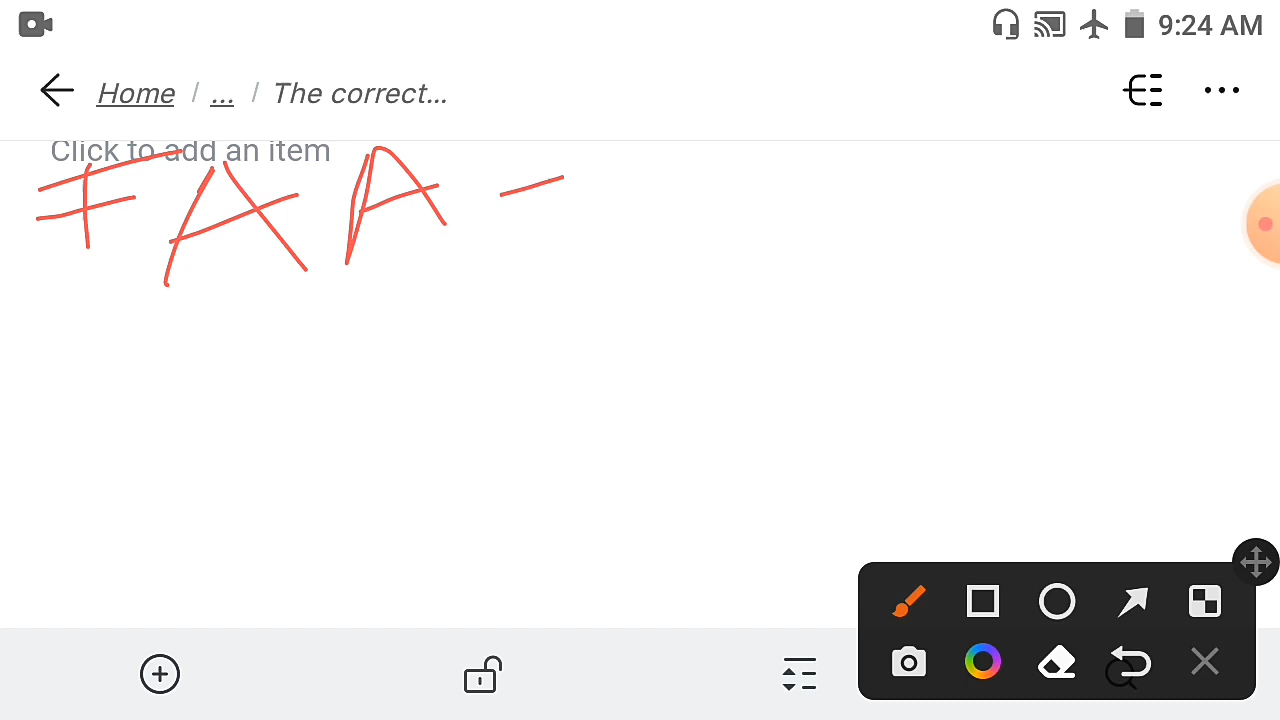 9:24 AM
Home / ... / The correct...
Click to add an item
FAA -